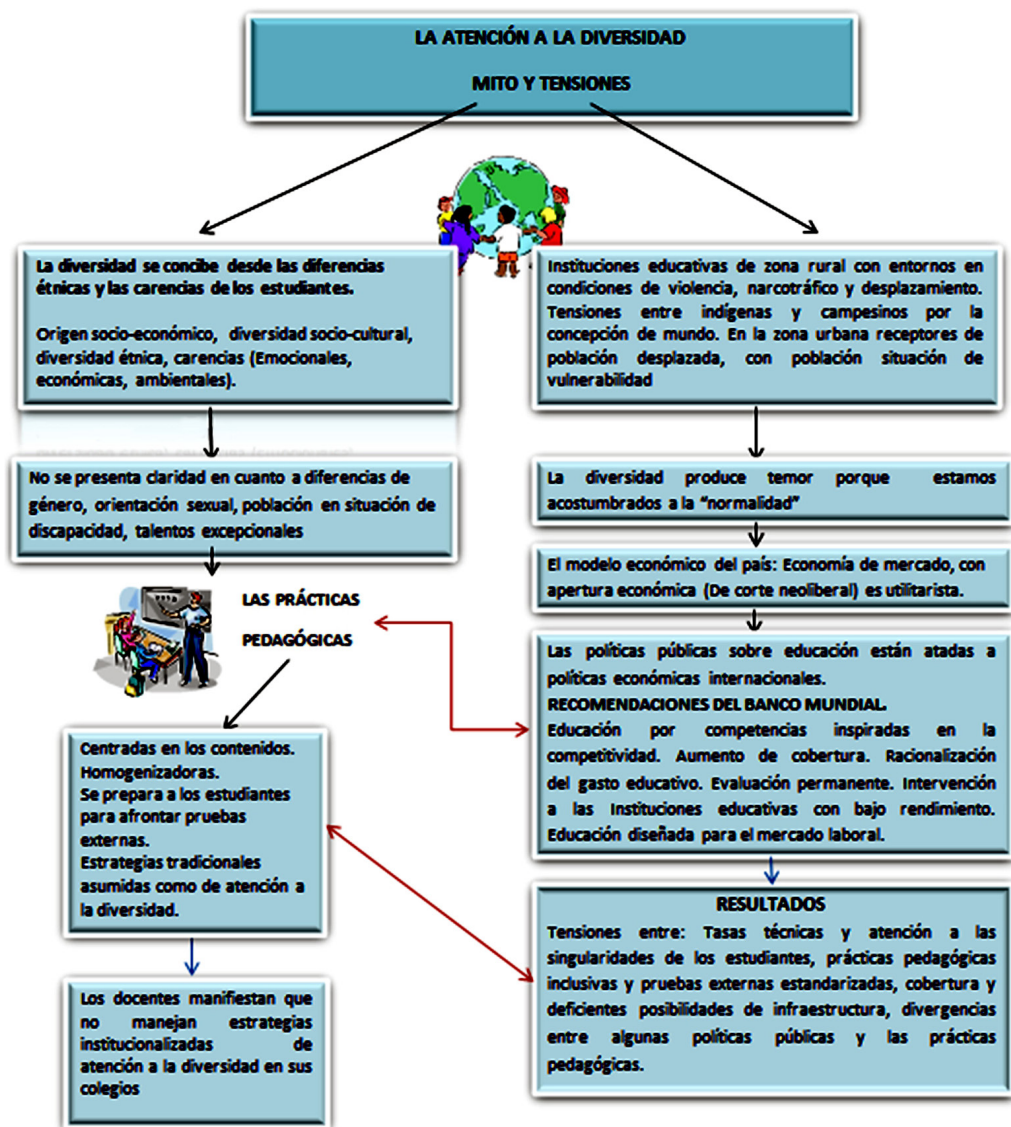 LA ATENCIÓN A LA DIVERSIDAD
MITO Y TENSIONES
La diversidad se concibe desde las diferencias
étnicas y las carencias de los estudiantes.
Origen socio-económico, diversidad socio-cultural,
diversidad étnica, carencias (Emocionales,
económicas, ambientales).
No se presenta claridad en cuanto a diferencias de
género, orientación sexual, población en situación de
discapacidad, talentos excepcionales
LAS PRÁCTICAS
PEDAGÓGICAS
Centradas en los contenidos.
Homogenizadoras.
Se prepara a los estudiantes
para afrontar pruebas
externas.
Estrategias tradicionales
asumidas como de atención a
la diversidad.
Los docentes manifiestan que
no manejan estrategias
institucionalizadas de
atención a la diversidad en sus
colegios
Instituciones educativas de zona rural con entornos en
condiciones de violencia, narcotráfico y desplazamiento.
Tensiones entre indígenas y campesinos por la
concepción de mundo. En la zona urbana receptores de
población desplazada, con población situación de
vulnerabilidad
La diversidad produce temor porque estamos
acostumbrados a la “normalidad”
El modelo económico del país: Economía de mercado, con
apertura económica (De corte neoliberal) es utilitarista.
Las políticas públicas sobre educación están atadas a
políticas económicas internacionales.
RECOMENDACIONES DEL BANCO MUNDIAL.
Educación por competencias inspiradas en la
competitividad. Aumento de cobertura. Racionalización
del gasto educativo. Evaluación permanente. Intervención
a las Instituciones educativas con bajo rendimiento.
Educación diseñada para el mercado laboral.
RESULTADOS
Tensiones entre: Tasas técnicas y atención a las
singularidades de los estudiantes, prácticas pedagógicas
inclusivas y pruebas externas estandarizadas, cobertura y
deficientes posibilidades de infraestructura, divergencias
entre algunas políticas públicas y las prácticas
pedagógicas.